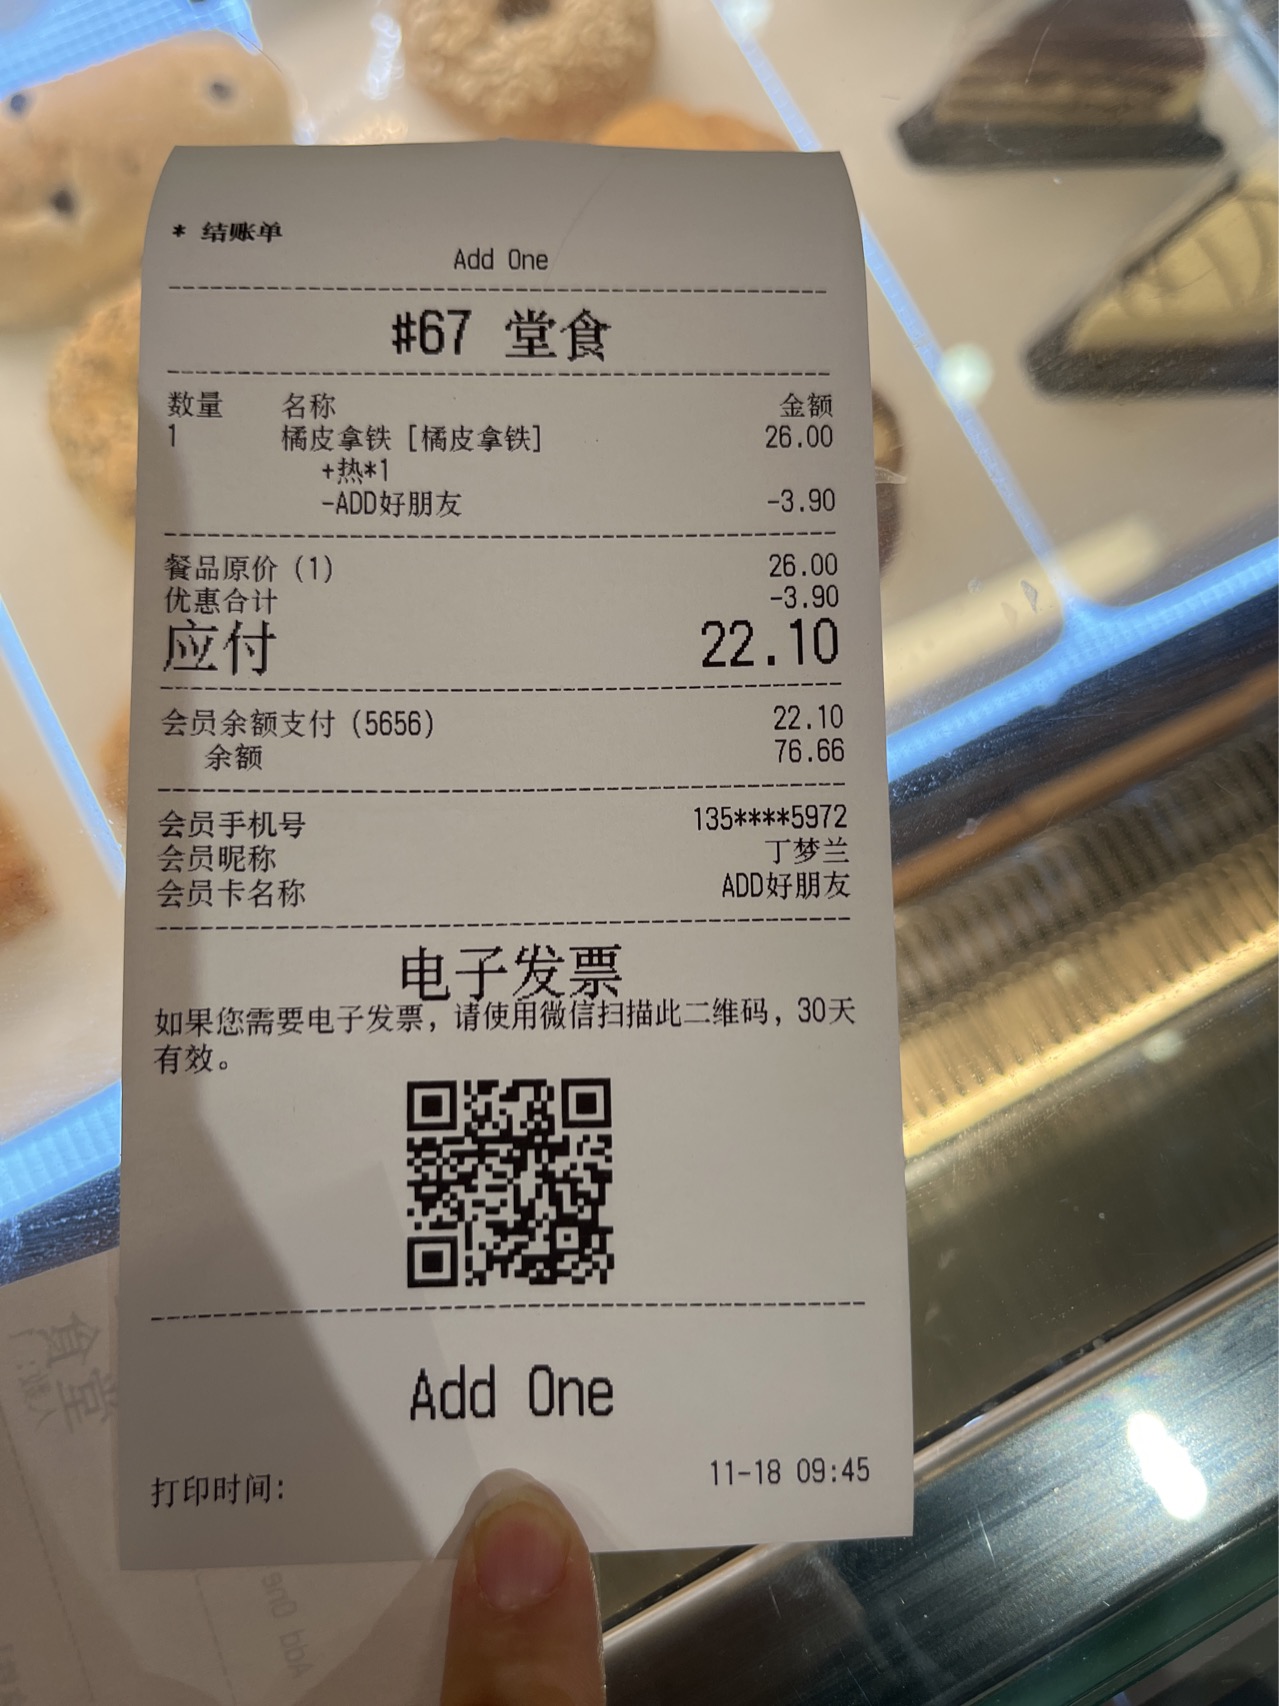 * 结账单
Add One
#67 堂食
数量 名称 金额
1 橘皮拿铁 [橘皮拿铁] 26.00
+热*1
-ADD好朋友 -3.90
餐品原价 (1) 26.00
优惠合计 -3.90
应付 22.10
会员余额支付 (5656) 22.10
余额 76.66
会员手机号 135****5972
会员昵称 丁梦兰
会员卡名称 ADD好朋友
电子发票
如果您需要电子发票，请使用微信扫描此二维码，30天
有效。
Add One
打印时间: 11-18 09:45
食堂
Add One